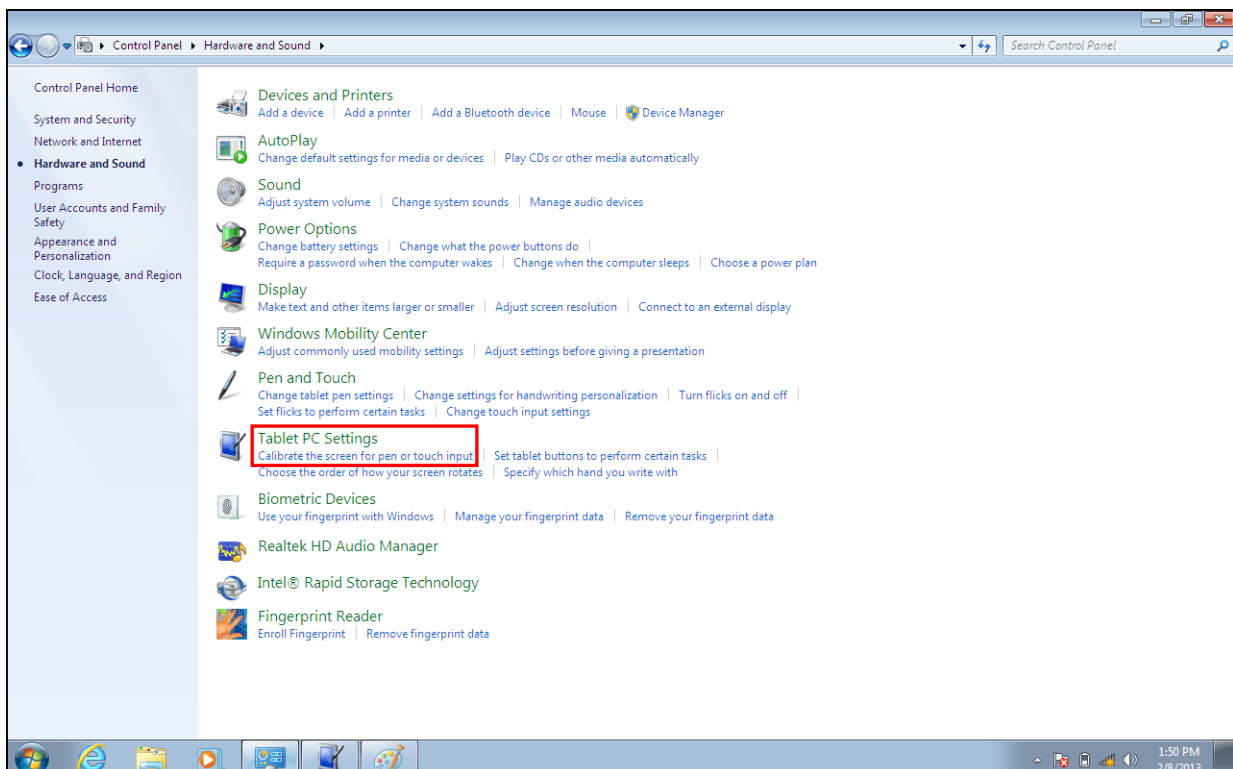 Control Panel Hardware and Sound
Search Control Panel
Control Panel Home
System and Security
Network and Internet
Hardware and Sound
Programs
User Accounts and Family
Safety
Appearance and
Personalization
Clock, Language, and Region
Ease of Access
Devices and Printers
Add a device Add a printer Add a Bluetooth device Mouse Device Manager
AutoPlay
Change default settings for media or devices Play CDs or other media automatically
Sound
Adjust system volume Change system sounds Manage audio devices
Power Options
Change battery settings Change what the power buttons do
Require a password when the computer wakes Change when the computer sleeps Choose a power plan
Display
Make text and other items larger or smaller Adjust screen resolution Connect to an external display
Windows Mobility Center
Adjust commonly used mobility settings Adjust settings before giving a presentation
Pen and Touch
Change tablet pen settings Change settings for handwriting personalization Turn flicks on and off
Set flicks to perform certain tasks Change touch input settings
Tablet PC Settings
Calibrate the screen for pen or touch input Set tablet buttons to perform certain tasks
Choose the order of how your screen rotates Specify which hand you write with
Biometric Devices
Use your fingerprint with Windows Manage your fingerprint data Remove your fingerprint data
Realtek HD Audio Manager
Intel® Rapid Storage Technology
Fingerprint Reader
Enroll Fingerprint Remove fingerprint data
1:50 PM
2/8/2013